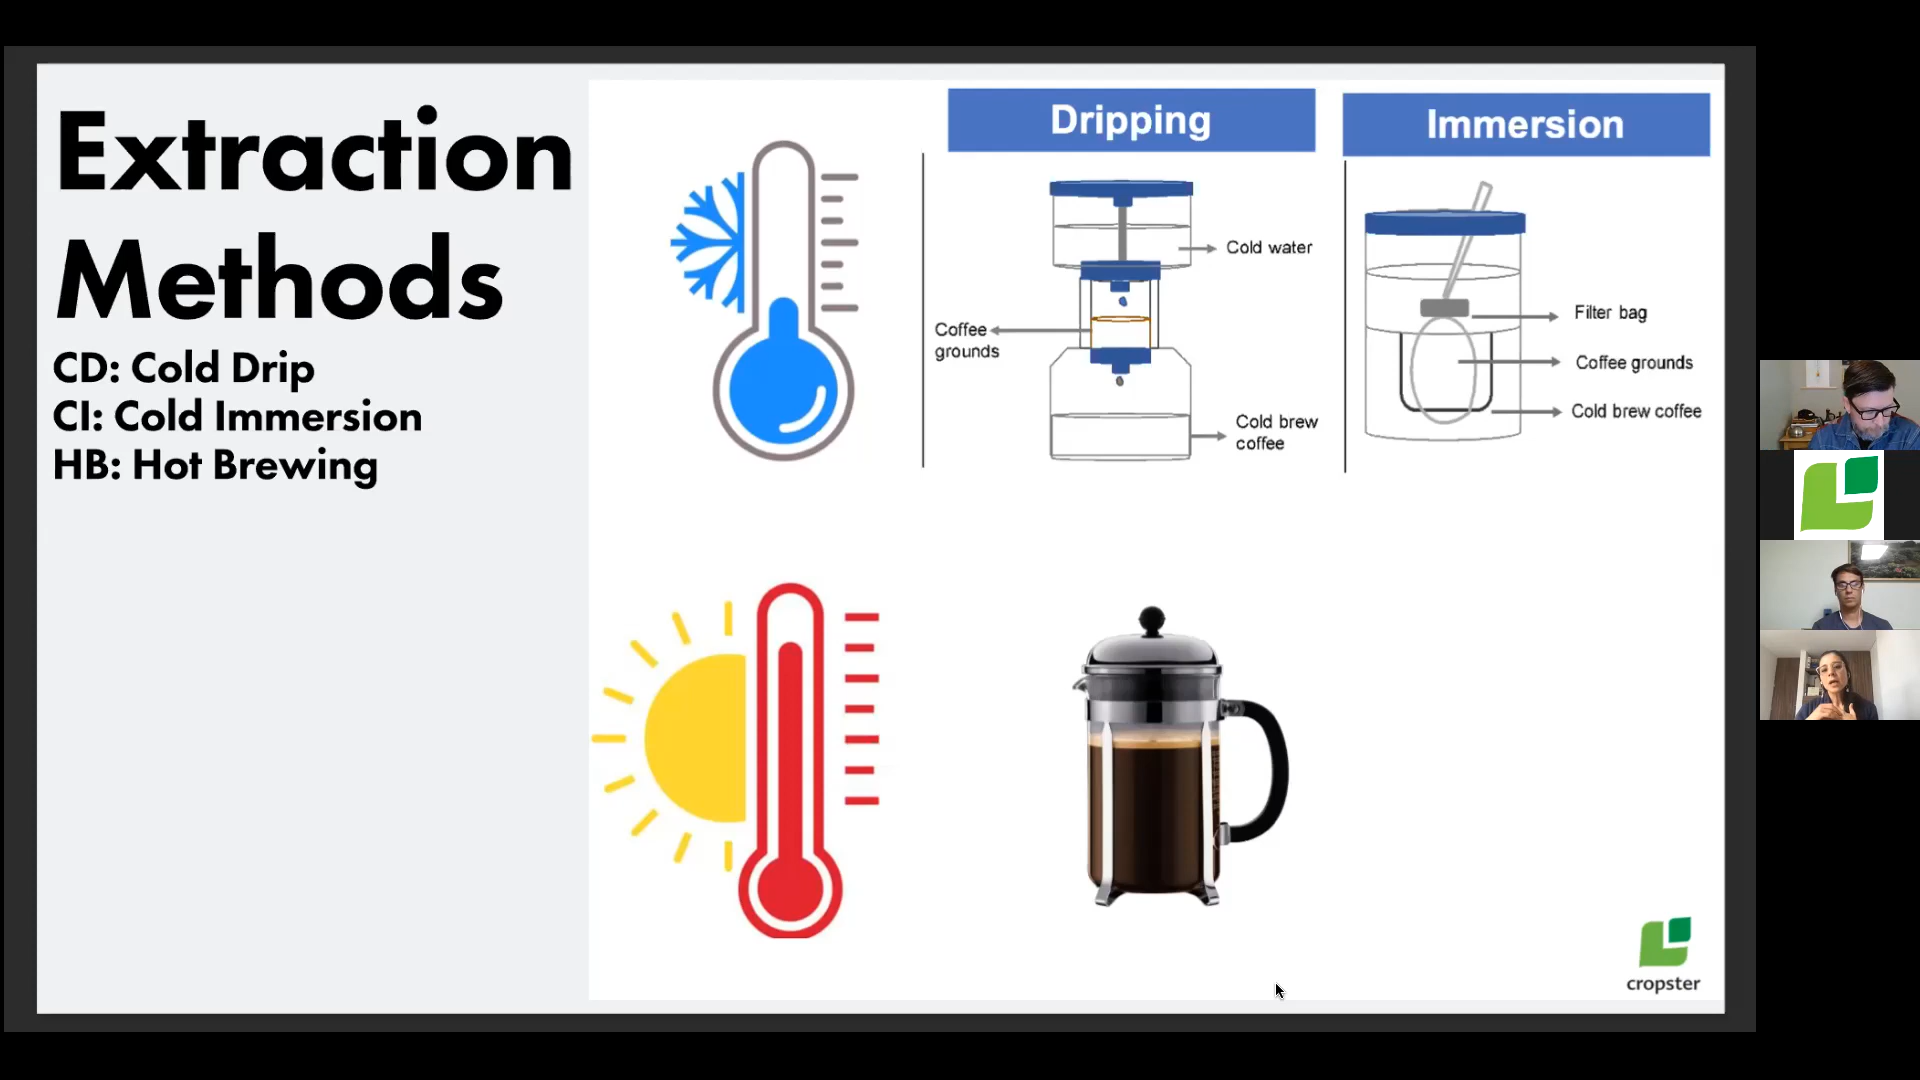 Extraction
Methods
CD: Cold Drip
CI: Cold Immersion
HB: Hot Brewing
Dripping
Cold water
Coffee
grounds
Cold brew
coffee
Immersion
Filter bag
Coffee grounds
Cold brew coffee
cropster